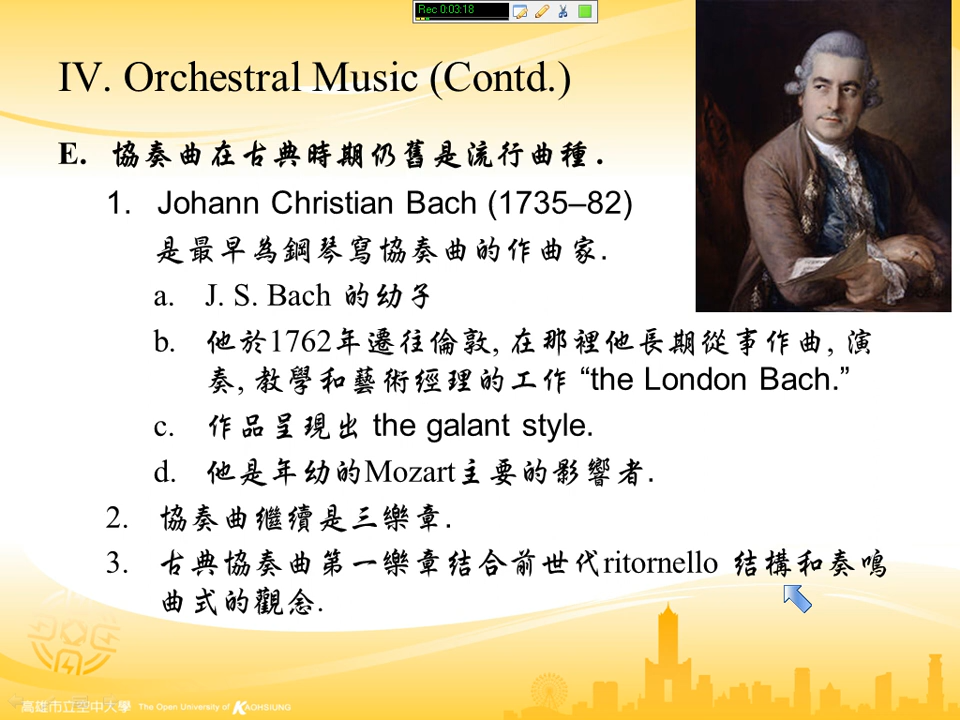 Rec 0:03:18
IV. Orchestral Music (Contd.)
E. 協奏曲在古典時期仍舊是流行曲種.
1. Johann Christian Bach (1735–82)
是最早為鋼琴寫協奏曲的作曲家.
a. J. S. Bach 的幼子
b. 他於1762年遷往倫敦, 在那裡他長期從事作曲, 演
奏, 教學和藝術經理的工作 “the London Bach.”
c. 作品呈現出 the galant style.
d. 他是年幼的Mozart主要的影響者.
2. 協奏曲繼續是三樂章.
3. 古典協奏曲第一樂章結合前世代ritornello 結構和奏鳴
曲式的觀念.
高雄市立空中大學 The Open University of KAOHSIUNG